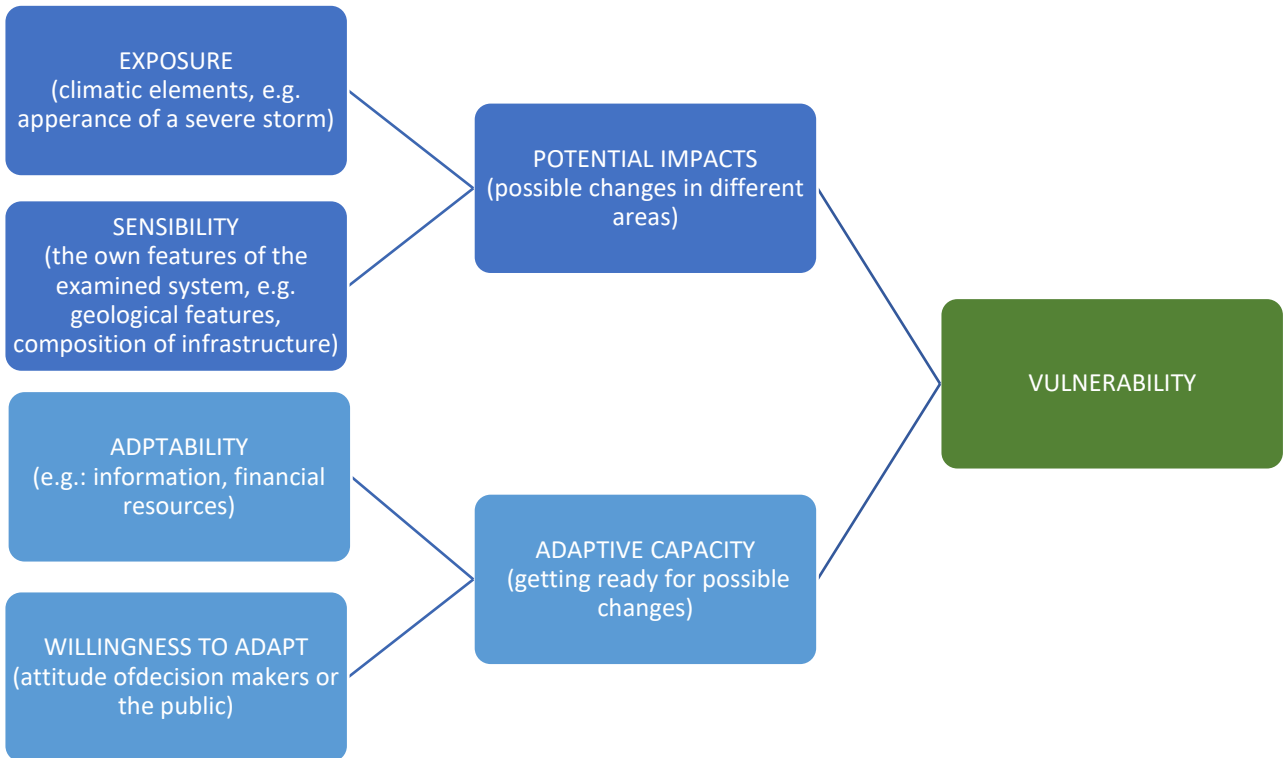 EXPOSURE
(climatic elements, e.g.
apperance of a severe storm)
SENSIBILITY
(the own features of the
examined system, e.g.
geological features,
composition of infrastructure)
ADPTABILITY
(e.g.: information, financial
resources)
WILLINGNESS TO ADAPT
(attitude ofdecision makers or
the public)
POTENTIAL IMPACTS
(possible changes in different
areas)
ADAPTIVE CAPACITY
(getting ready for possible
changes)
VULNERABILITY